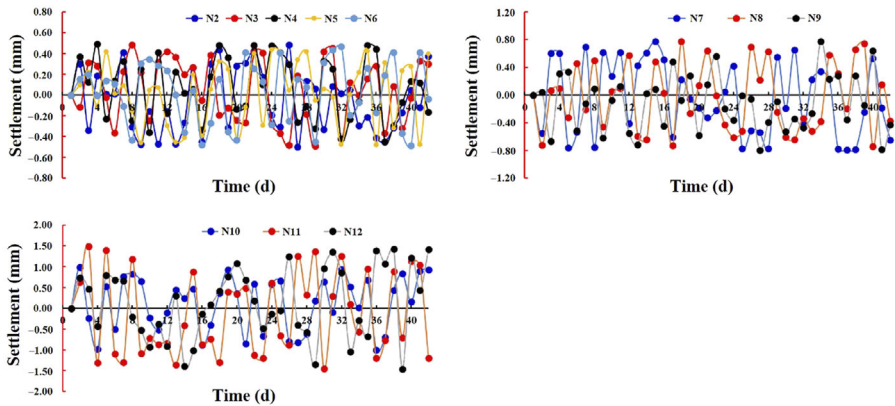 0.80
N2 N3 N4 N5 N6
0.60
0.40
0.20
0.00
0 4 8 12 16 20 24 28 32 36 40
−0.20
−0.40
−0.60
−0.80
Settlement (mm)
Time (d)
1.20
N7 N8 N9
0.80
0.40
0.00
0 4 8 12 16 20 24 28 32 36 40
−0.40
−0.80
−1.20
Settlement (mm)
Time (d)
2.00
N10 N11 N12
1.50
1.00
0.50
0.00
0 4 8 12 16 20 24 28 32 36 40
−0.50
−1.00
−1.50
−2.00
Settlement (mm)
Time (d)